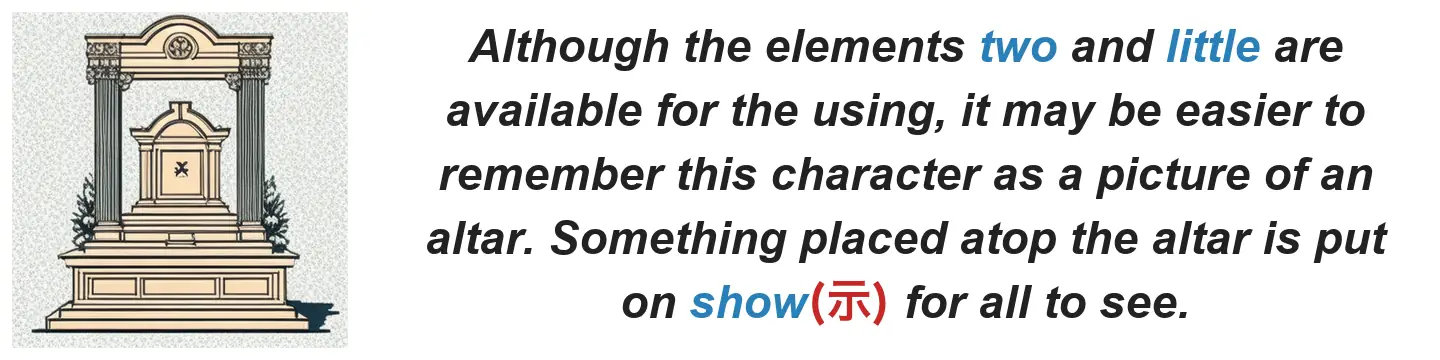 Although the elements two and little are
available for the using, it may be easier to
remember this character as a picture of an
altar. Something placed atop the altar is put
on show(示) for all to see.